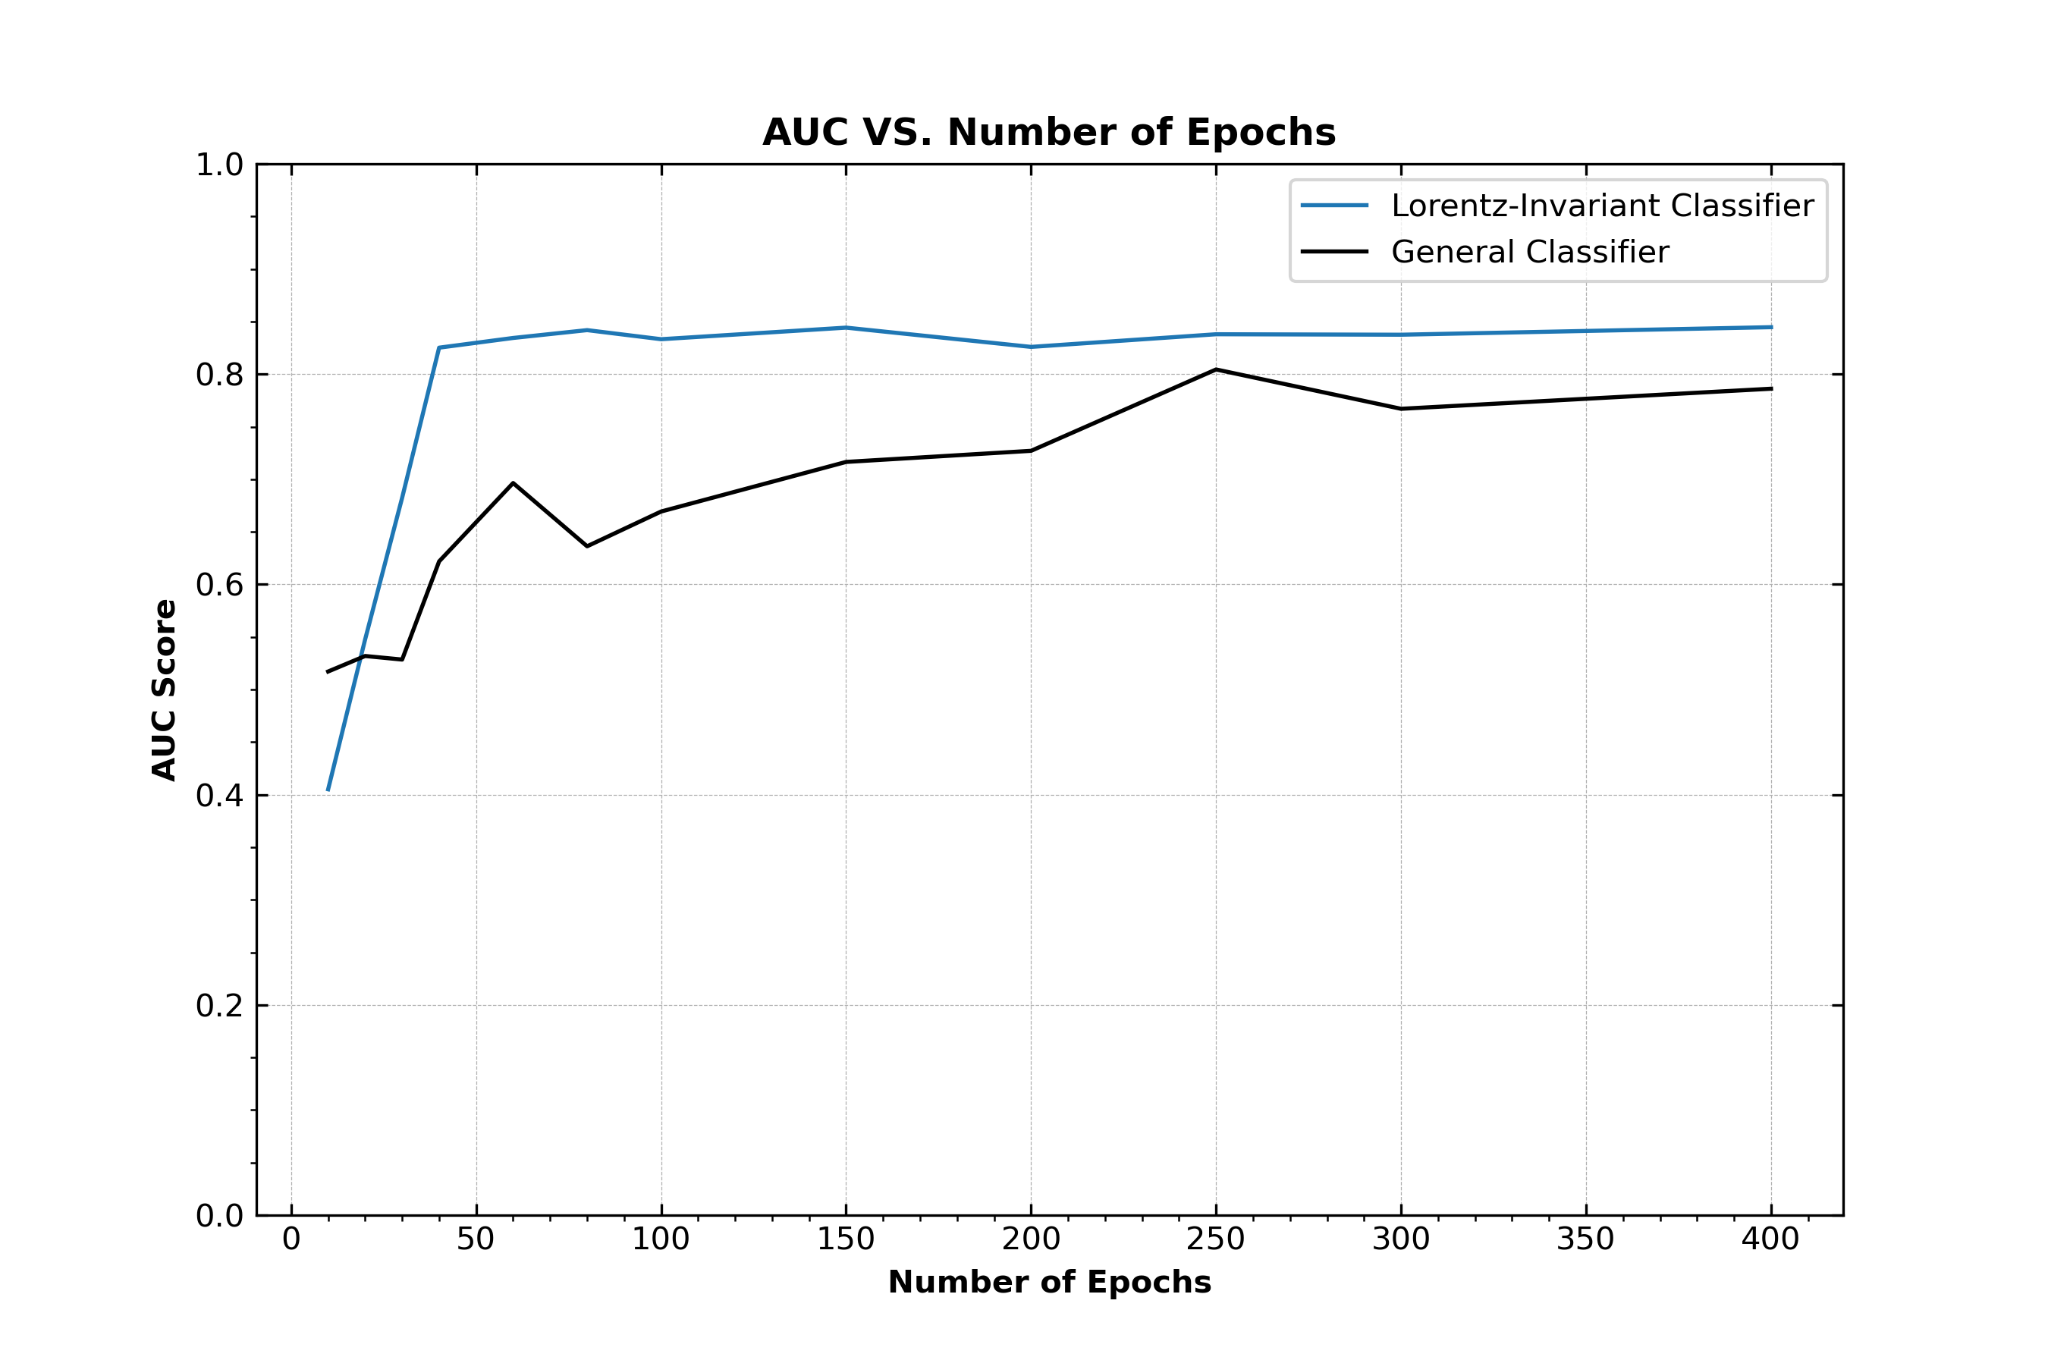 AUC VS. Number of Epochs
Lorentz-Invariant Classifier
General Classifier
AUC Score
1.0
0.8
0.6
0.4
0.2
0.0
0 50 100 150 200 250 300 350 400
Number of Epochs